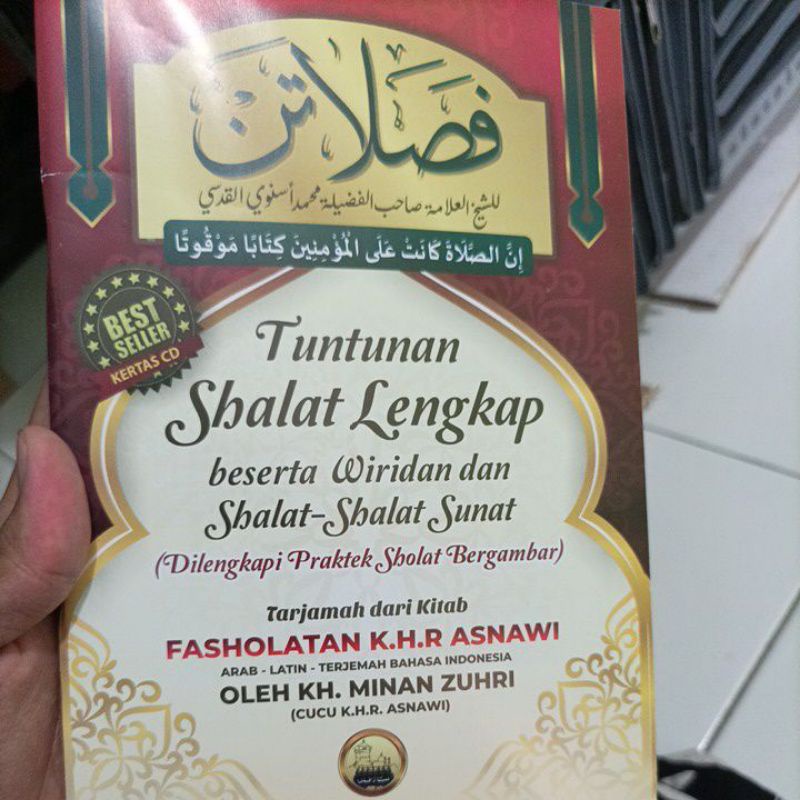 فصلاتن
للشيخ العلامة صاحب الفضيلة محمد أسنوي القدسي
إِنَّ الصَّلَاةَ كَانَتْ عَلَى الْمُؤْمِنِينَ كِتَابًا مَوْقُوتًا
BEST
SELLER
KERTAS CD
Tuntunan
Shalat Lengkap
beserta Wiridan dan
Shalat-Shalat Sunat
(Dilengkapi Praktek Sholat Bergambar)
Tarjamah dari Kitab
FASHOLATAN K.H.R ASNAWI
ARAB - LATIN - TERJEMAH BAHASA INDONESIA
OLEH KH. MINAN ZUHRI
(CUCU K.H.R. ASNAWI)